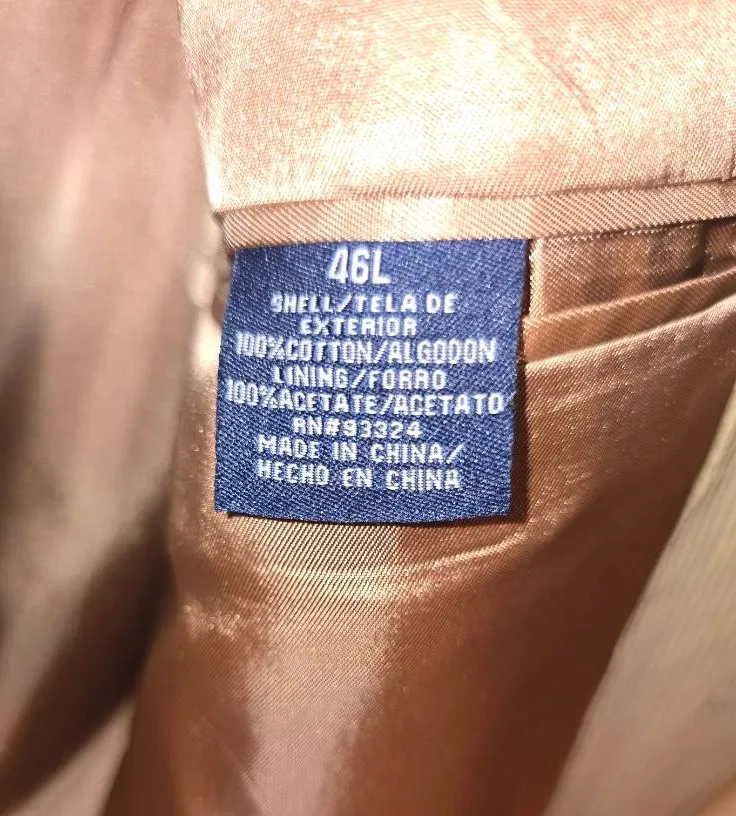 46L
SHELL/TELA DE
EXTERIOR
100%COTTON/ALGODON
LINING/FORRO
100%ACETATE/ACETATO
RN#93324
MADE IN CHINA/
HECHO EN CHINA